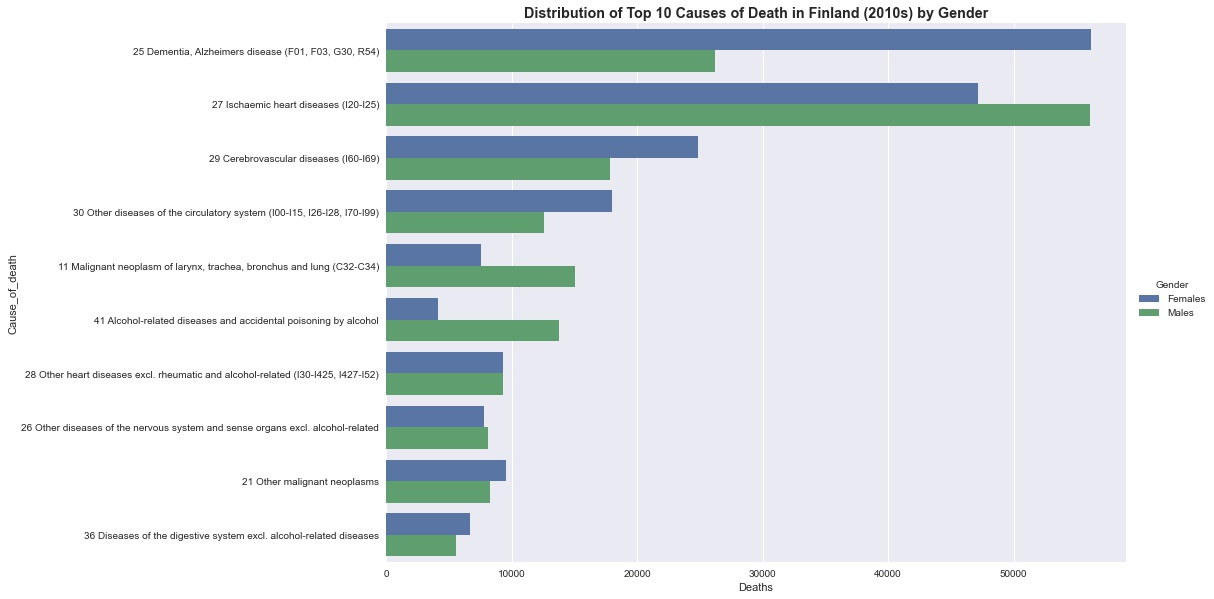 Distribution of Top 10 Causes of Death in Finland (2010s) by Gender
25 Dementia, Alzheimers disease (F01, F03, G30, R54)
27 Ischaemic heart diseases (I20-I25)
29 Cerebrovascular diseases (I60-I69)
30 Other diseases of the circulatory system (I00-I15, I26-I28, I70-I99)
11 Malignant neoplasm of larynx, trachea, bronchus and lung (C32-C34)
41 Alcohol-related diseases and accidental poisoning by alcohol
28 Other heart diseases excl. rheumatic and alcohol-related (I30-I425, I427-I52)
26 Other diseases of the nervous system and sense organs excl. alcohol-related
21 Other malignant neoplasms
36 Diseases of the digestive system excl. alcohol-related diseases
Cause_of_death
0 10000 20000 30000 40000 50000
Deaths
Gender
Females
Males